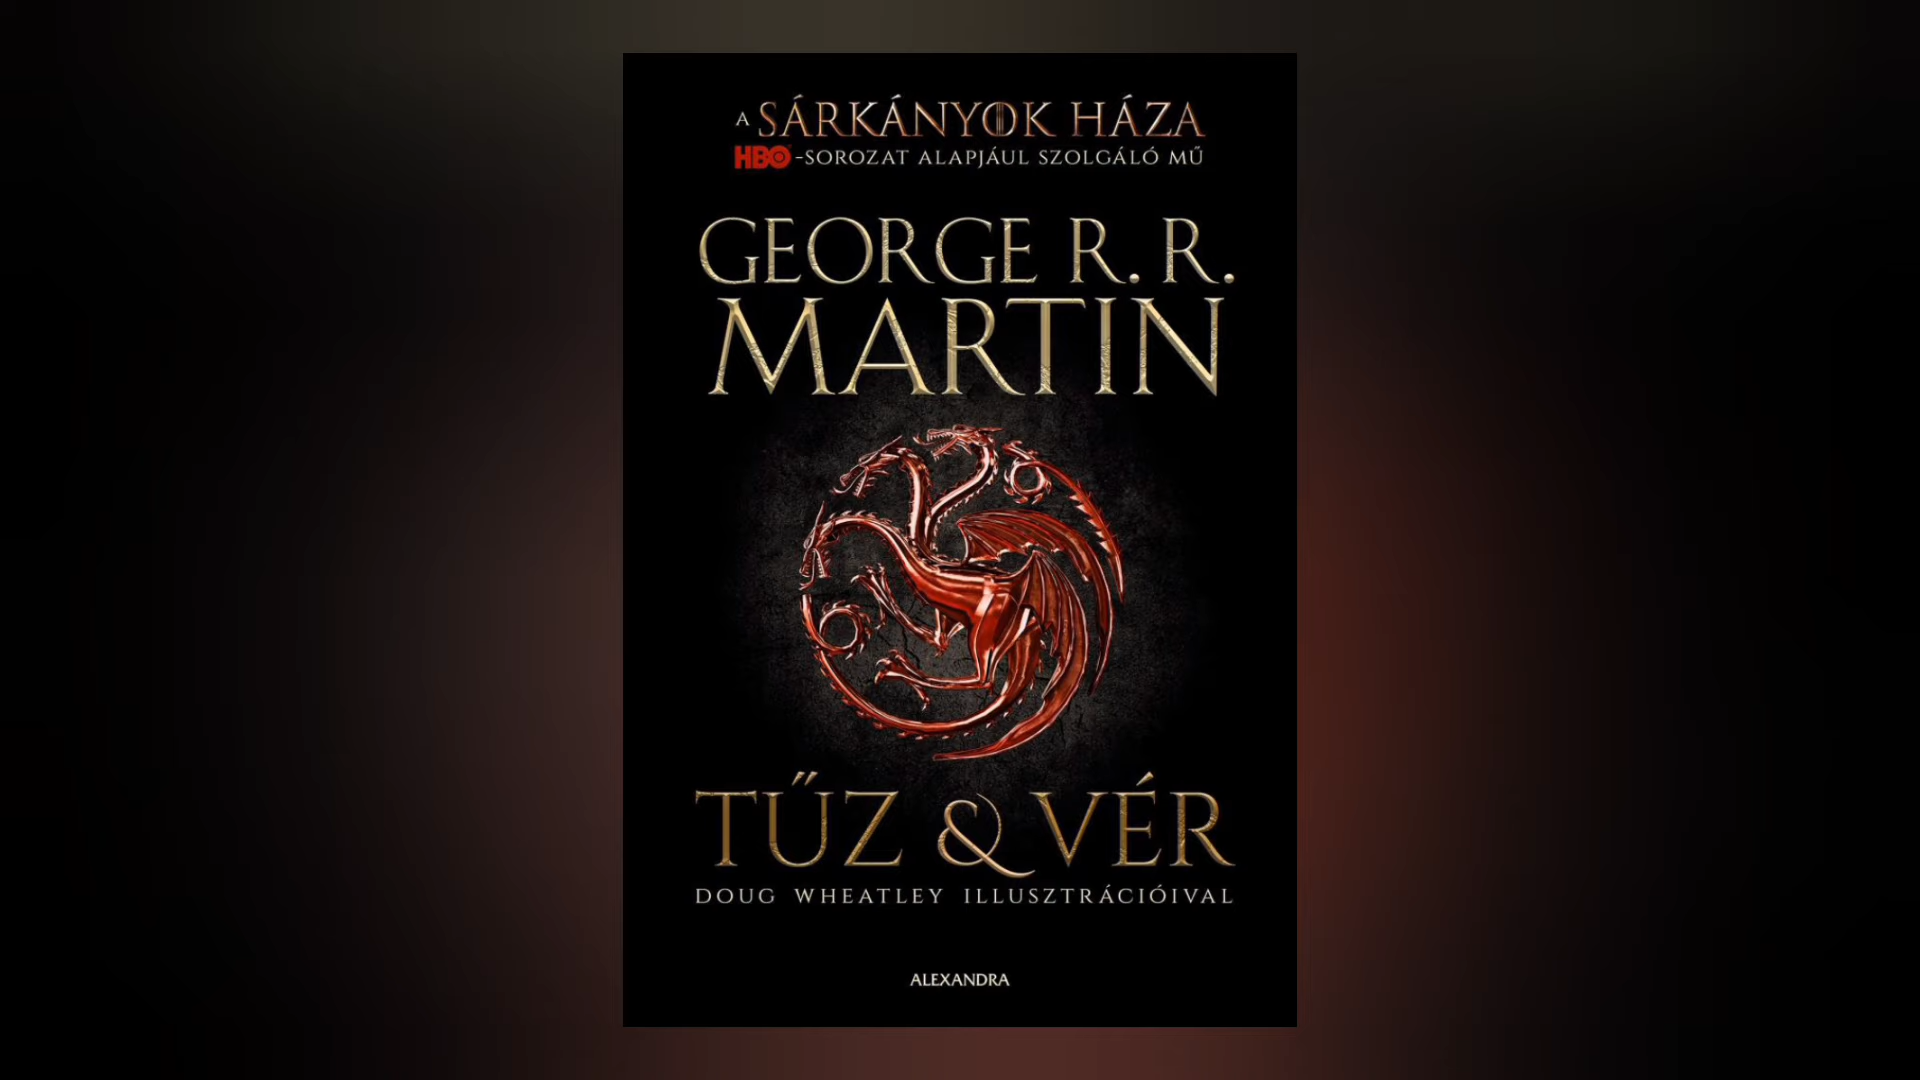 A SÁRKÁNYOK HÁZA
HBO-SOROZAT ALAPJÁUL SZOLGÁLÓ MŰ
GEORGE R. R.
MARTIN
TŰZ & VÉR
DOUG WHEATLEY ILLUSZTRÁCIÓIVAL
ALEXANDRA